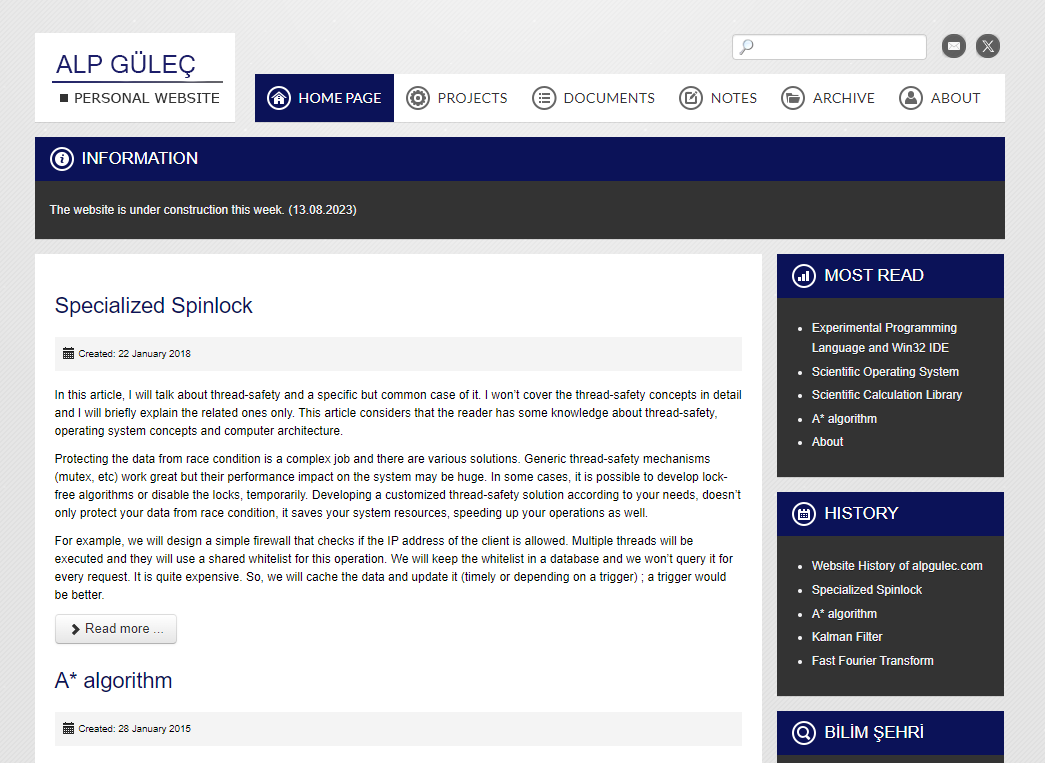 ALP GÜLEÇ
PERSONAL WEBSITE
HOME PAGE
PROJECTS
DOCUMENTS
NOTES
ARCHIVE
ABOUT
INFORMATION
The website is under construction this week. (13.08.2023)
Specialized Spinlock
Created: 22 January 2018
In this article, I will talk about thread-safety and a specific but common case of it. I won't cover the thread-safety concepts in detail
and I will briefly explain the related ones only. This article considers that the reader has some knowledge about thread-safety,
operating system concepts and computer architecture.
Protecting the data from race condition is a complex job and there are various solutions. Generic thread-safety mechanisms
(mutex, etc) work great but their performance impact on the system may be huge. In some cases, it is possible to develop lock-
free algorithms or disable the locks, temporarily. Developing a customized thread-safety solution according to your needs, doesn't
only protect your data from race condition, it saves your system resources, speeding up your operations as well.
For example, we will design a simple firewall that checks if the IP address of the client is allowed. Multiple threads will be
executed and they will use a shared whitelist for this operation. We will keep the whitelist in a database and we won't query it for
every request. It is quite expensive. So, we will cache the data and update it (timely or depending on a trigger) ; a trigger would
be better.
Read more ...
A* algorithm
Created: 28 January 2015
MOST READ
Experimental Programming
Language and Win32 IDE
Scientific Operating System
Scientific Calculation Library
A* algorithm
About
HISTORY
Website History of alpgulec.com
Specialized Spinlock
A* algorithm
Kalman Filter
Fast Fourier Transform
BİLİM ŞEHRİ